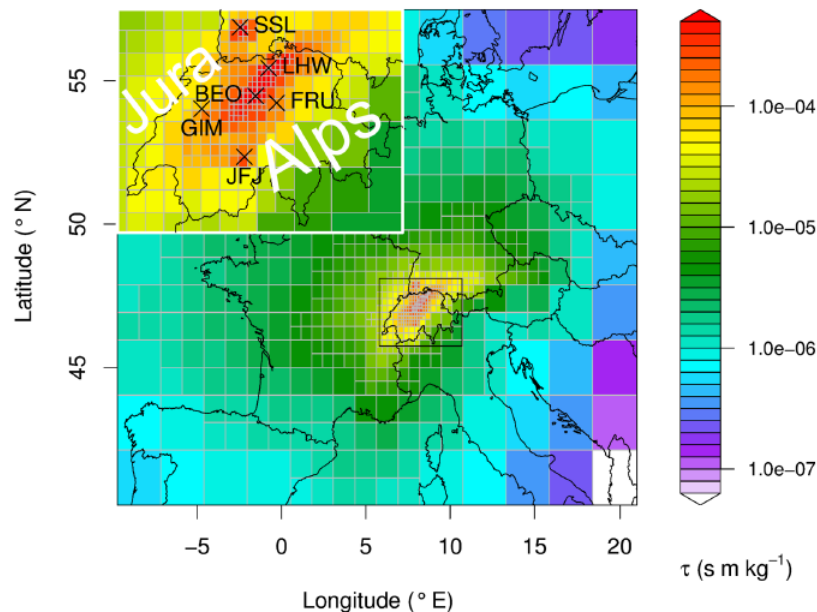 SSL
LHW
Jura
BEO
FRU
GIM
Alps
JFJ
55
50
45
Latitude (° N)
−5
0
5
10
15
20
Longitude (° E)
1.0e−04
1.0e−05
1.0e−06
1.0e−07
τ (s m kg⁻¹)